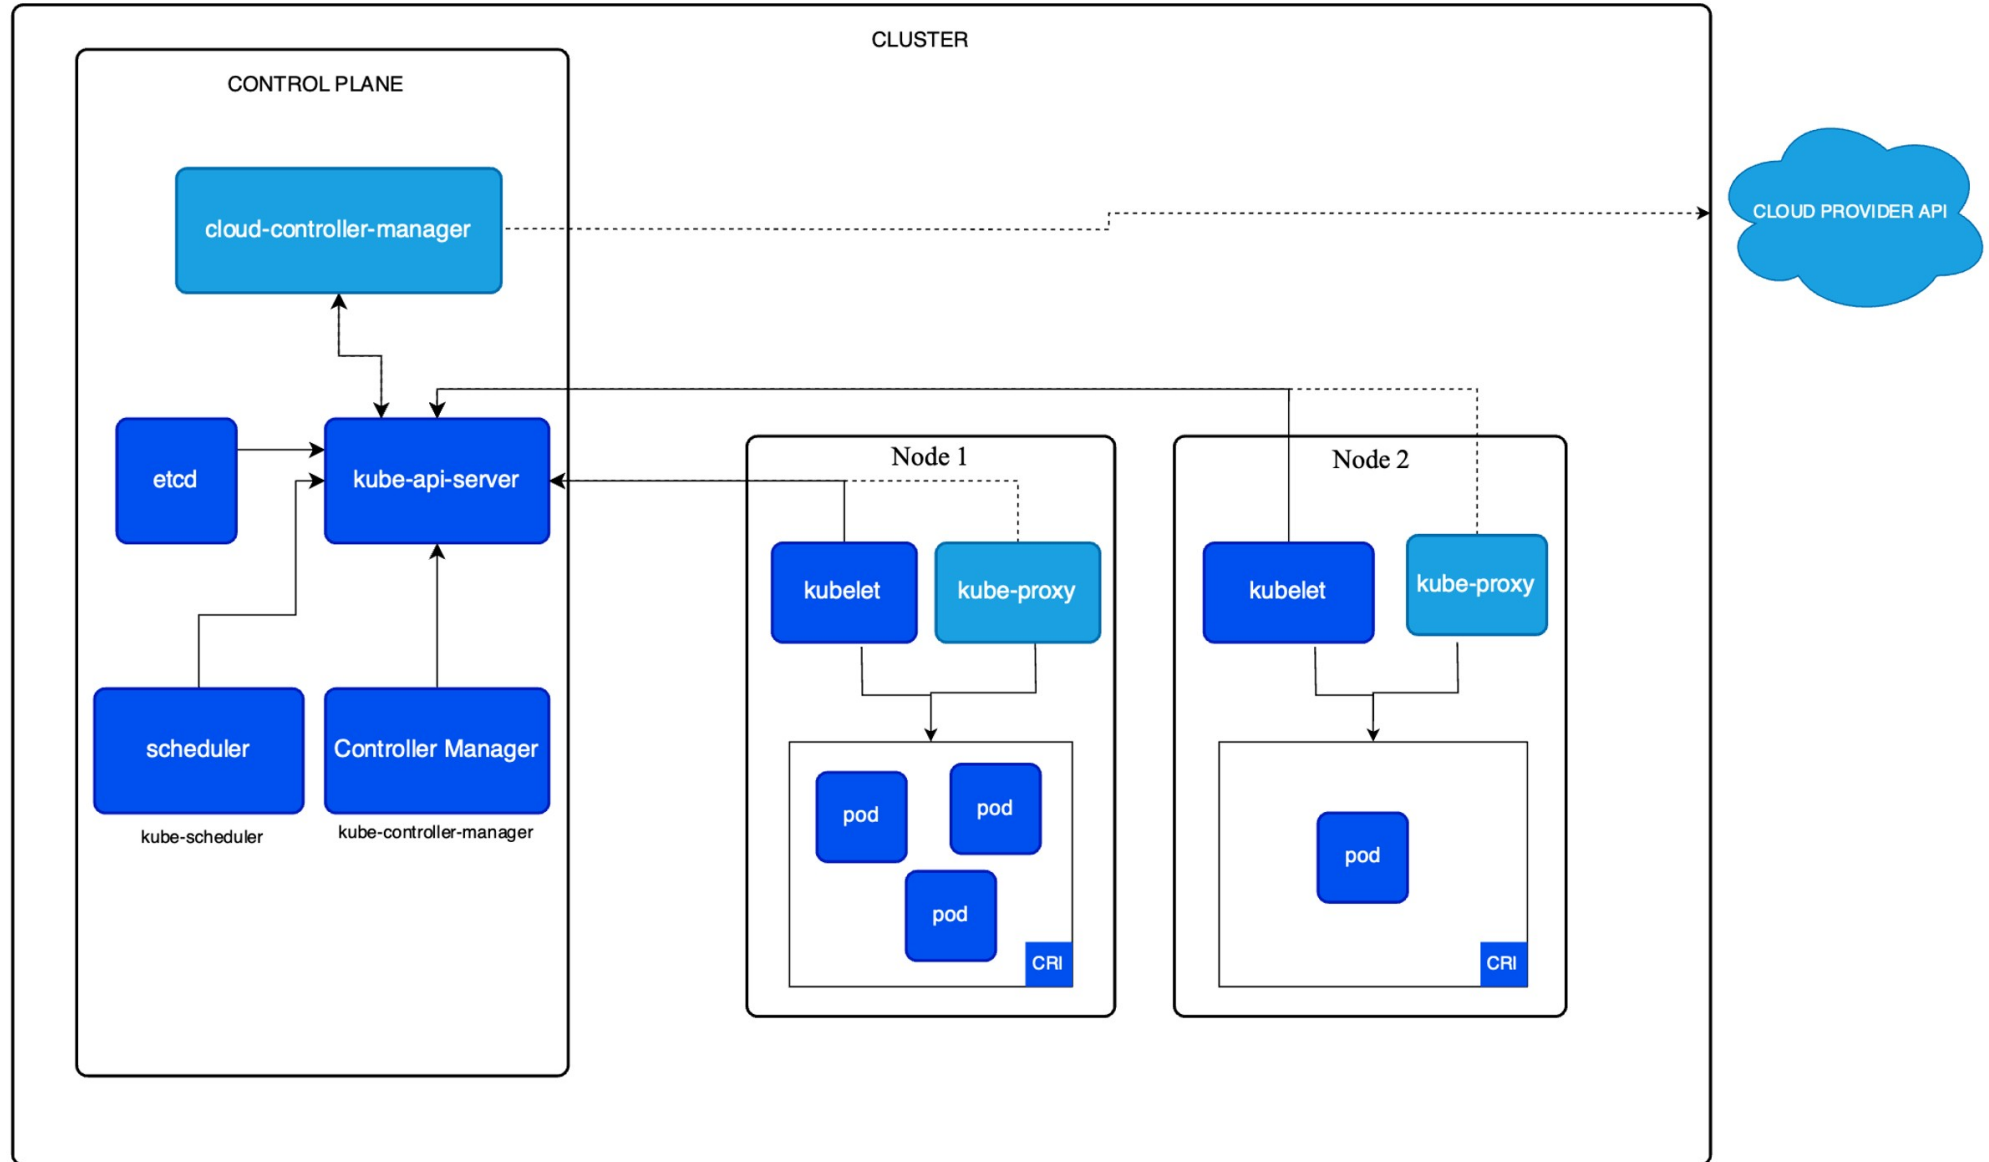 CLUSTER
CONTROL PLANE
cloud-controller-manager
CLOUD PROVIDER API
etcd
kube-api-server
scheduler
kube-scheduler
Controller Manager
kube-controller-manager
Node 1
kubelet
kube-proxy
pod
pod
pod
CRI
Node 2
kubelet
kube-proxy
pod
CRI